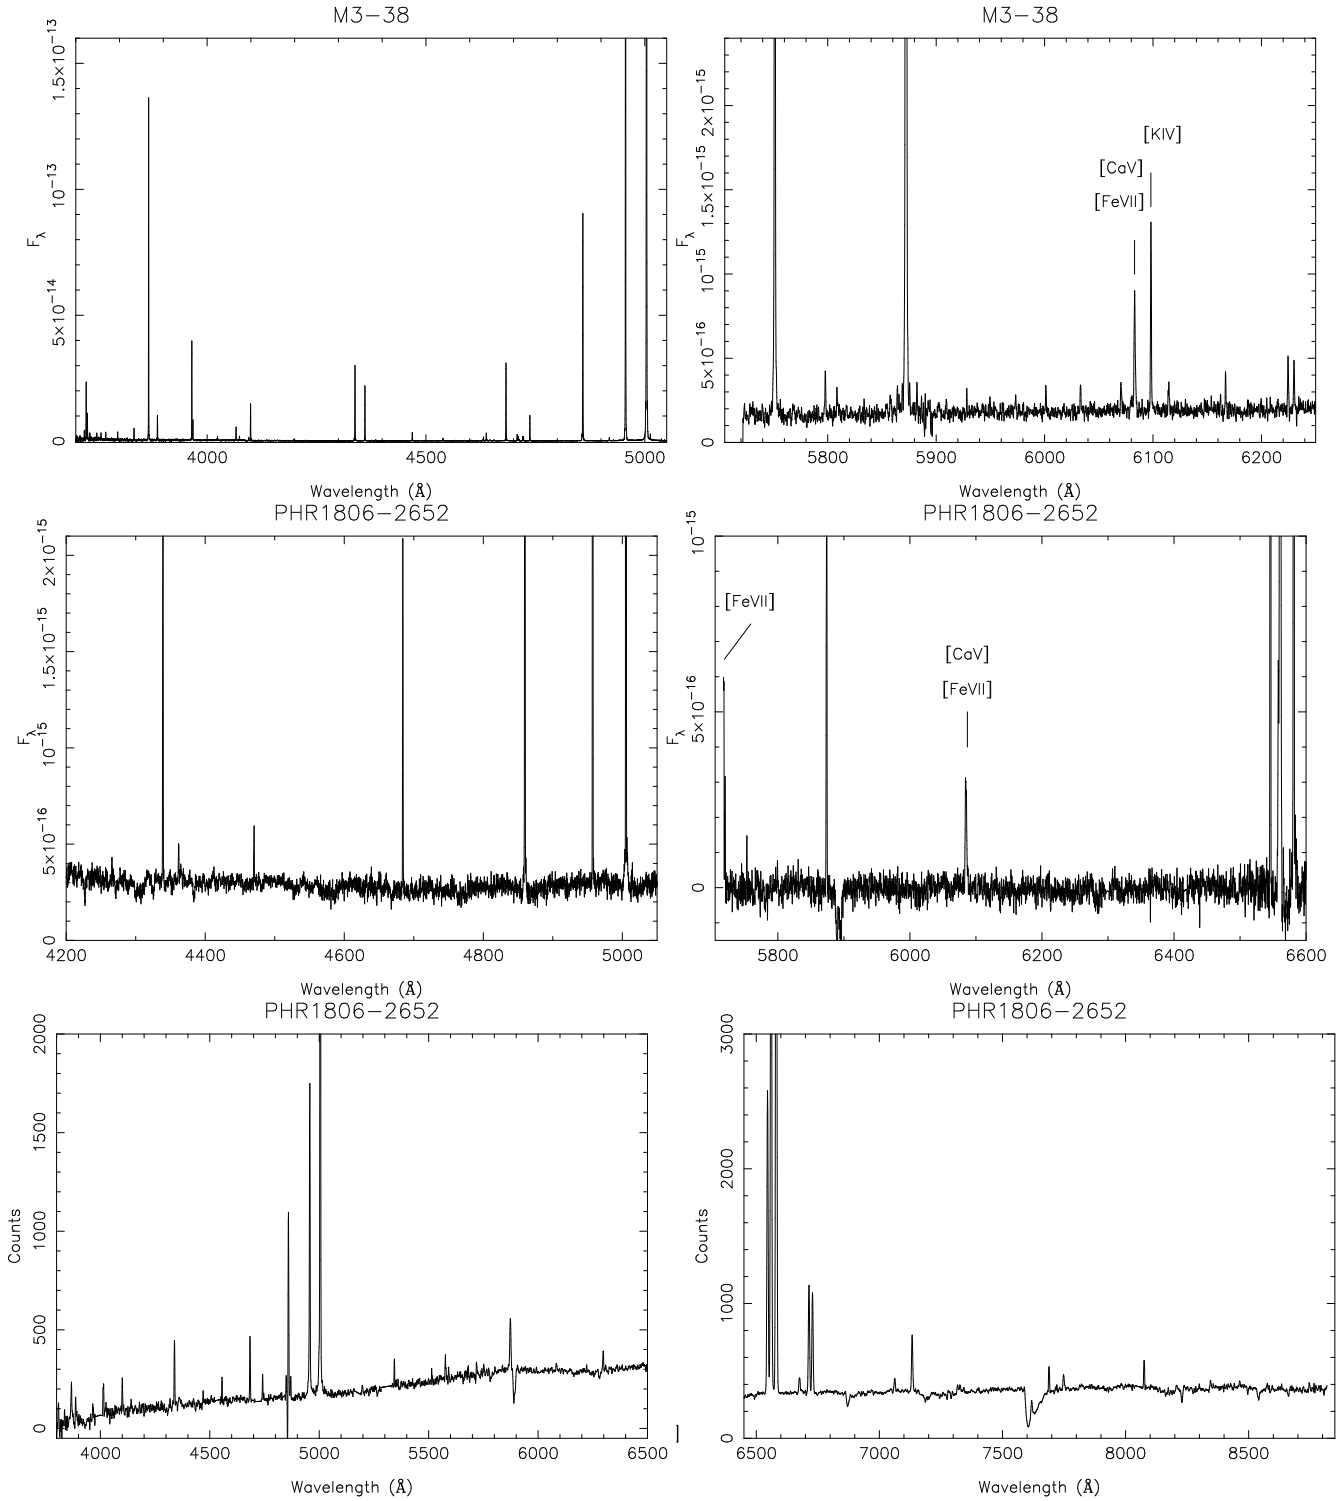 M3−38
F_λ
0
5×10^−14
10^−13
1.5×10^−13
4000 4500 5000
Wavelength (Å)
M3−38
F_λ
0
5×10^−16
10^−15
1.5×10^−15
2×10^−15
[KIV]
[CaV]
[FeVII]
5800 5900 6000 6100 6200
Wavelength (Å)
PHR1806−2652
F_λ
0
5×10^−16
10^−15
1.5×10^−15
2×10^−15
4200 4400 4600 4800 5000
Wavelength (Å)
PHR1806−2652
F_λ
0
5×10^−16
10^−15
[FeVII]
[CaV]
[FeVII]
5800 6000 6200 6400 6600
Wavelength (Å)
PHR1806−2652
Counts
0
500
1000
1500
2000
4000 4500 5000 5500 6000 6500
Wavelength (Å)
]
PHR1806−2652
Counts
0
1000
2000
3000
6500 7000 7500 8000 8500
Wavelength (Å)